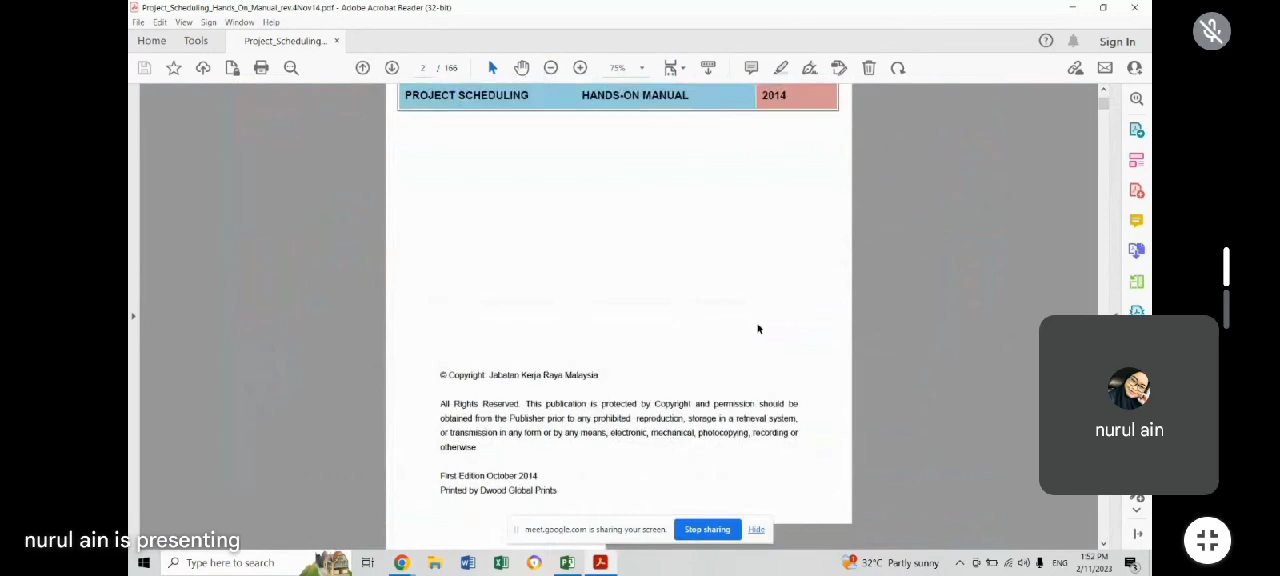 Project_Scheduling_Hands_On_Manual_rev.4Nov14.pdf - Adobe Acrobat Reader (32-bit)
File Edit View Sign Window Help
Home Tools Project_Scheduling... × Sign In
2 / 166 75%
PROJECT SCHEDULING HANDS-ON MANUAL 2014
© Copyright Jabatan Kerja Raya Malaysia
All Rights Reserved. This publication is protected by Copyright and permission should be
obtained from the Publisher prior to any prohibited reproduction, storage in a retrieval system,
or transmission in any form or by any means, electronic, mechanical, photocopying, recording or
otherwise
First Edition October 2014
Printed by Dwood Global Prints
nurul ain
meet.google.com is sharing your screen. Stop sharing Hide
nurul ain is presenting
Type here to search 32°C Partly sunny ENG 1:52 PM
2/11/2023